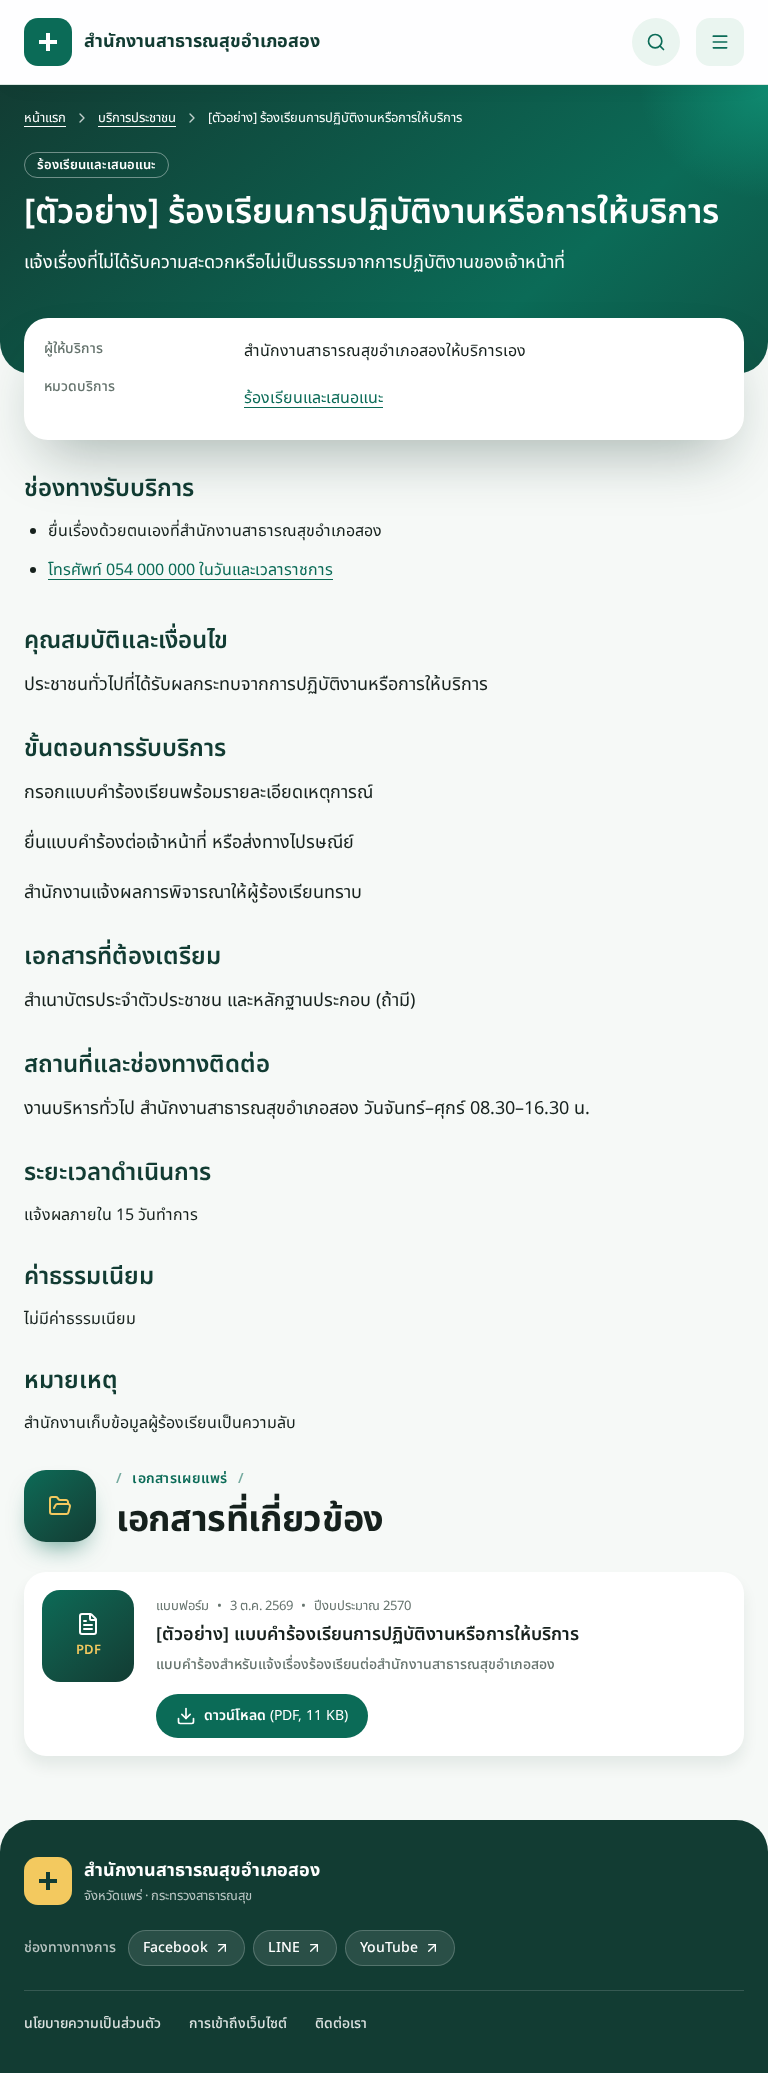 สำนักงานสาธารณสุขอำเภอสอง
หน้าแรก > บริการประชาชน > [ตัวอย่าง] ร้องเรียนการปฏิบัติงานหรือการให้บริการ
ร้องเรียนและเสนอแนะ
[ตัวอย่าง] ร้องเรียนการปฏิบัติงานหรือการให้บริการ
แจ้งเรื่องที่ไม่ได้รับความสะดวกหรือไม่เป็นธรรมจากการปฏิบัติงานของเจ้าหน้าที่
ผู้ให้บริการ สำนักงานสาธารณสุขอำเภอสองให้บริการเอง
หมวดบริการ ร้องเรียนและเสนอแนะ
ช่องทางรับบริการ
• ยื่นเรื่องด้วยตนเองที่สำนักงานสาธารณสุขอำเภอสอง
• โทรศัพท์ 054 000 000 ในวันและเวลาราชการ
คุณสมบัติและเงื่อนไข
ประชาชนทั่วไปที่ได้รับผลกระทบจากการปฏิบัติงานหรือการให้บริการ
ขั้นตอนการรับบริการ
กรอกแบบคำร้องเรียนพร้อมรายละเอียดเหตุการณ์
ยื่นแบบคำร้องต่อเจ้าหน้าที่ หรือส่งทางไปรษณีย์
สำนักงานแจ้งผลการพิจารณาให้ผู้ร้องเรียนทราบ
เอกสารที่ต้องเตรียม
สำเนาบัตรประจำตัวประชาชน และหลักฐานประกอบ (ถ้ามี)
สถานที่และช่องทางติดต่อ
งานบริหารทั่วไป สำนักงานสาธารณสุขอำเภอสอง วันจันทร์–ศุกร์ 08.30–16.30 น.
ระยะเวลาดำเนินการ
แจ้งผลภายใน 15 วันทำการ
ค่าธรรมเนียม
ไม่มีค่าธรรมเนียม
หมายเหตุ
สำนักงานเก็บข้อมูลผู้ร้องเรียนเป็นความลับ
/ เอกสารเผยแพร่ /
เอกสารที่เกี่ยวข้อง
PDF
แบบฟอร์ม • 3 ต.ค. 2569 • ปีงบประมาณ 2570
[ตัวอย่าง] แบบคำร้องเรียนการปฏิบัติงานหรือการให้บริการ
แบบคำร้องสำหรับแจ้งเรื่องร้องเรียนต่อสำนักงานสาธารณสุขอำเภอสอง
ดาวน์โหลด (PDF, 11 KB)
สำนักงานสาธารณสุขอำเภอสอง
จังหวัดแพร่ · กระทรวงสาธารณสุข
ช่องทางทางการ Facebook LINE YouTube
นโยบายความเป็นส่วนตัว การเข้าถึงเว็บไซต์ ติดต่อเรา